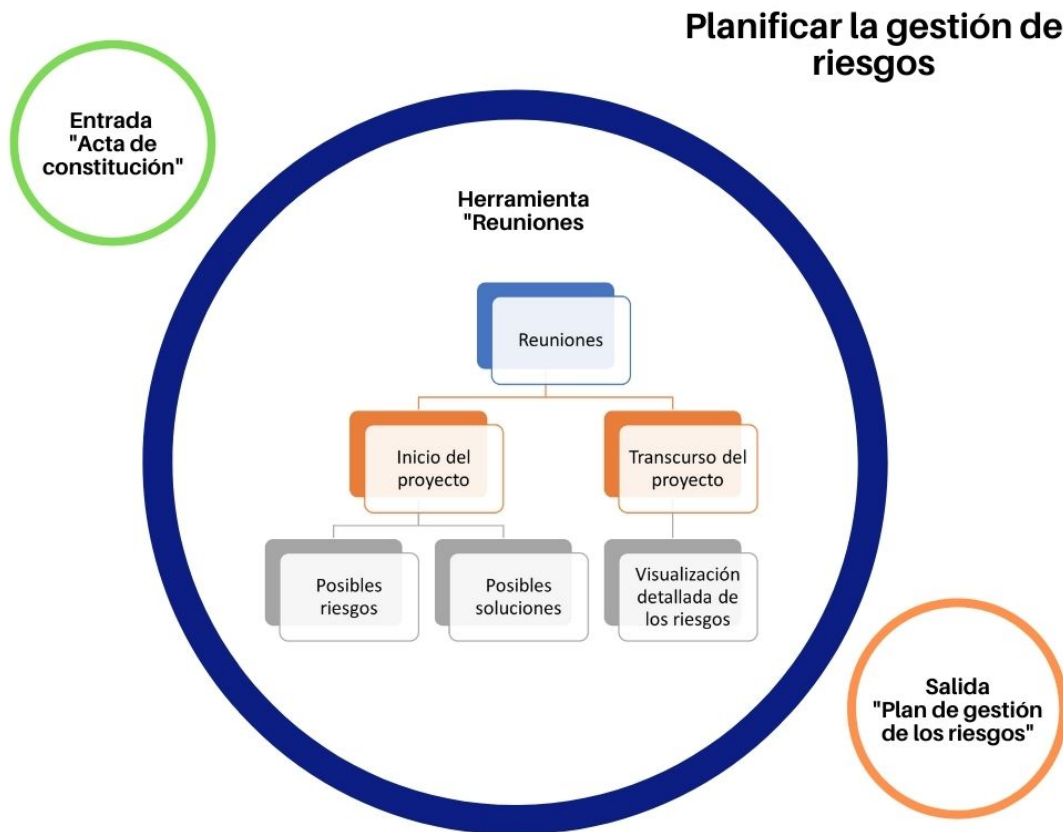 Planificar la gestión de
riesgos
Entrada
"Acta de
constitución"
Herramienta
"Reuniones
Reuniones
Inicio del
proyecto
Transcurso del
proyecto
Posibles
riesgos
Posibles
soluciones
Visualización
detallada de
los riesgos
Salida
"Plan de gestión
de los riesgos"